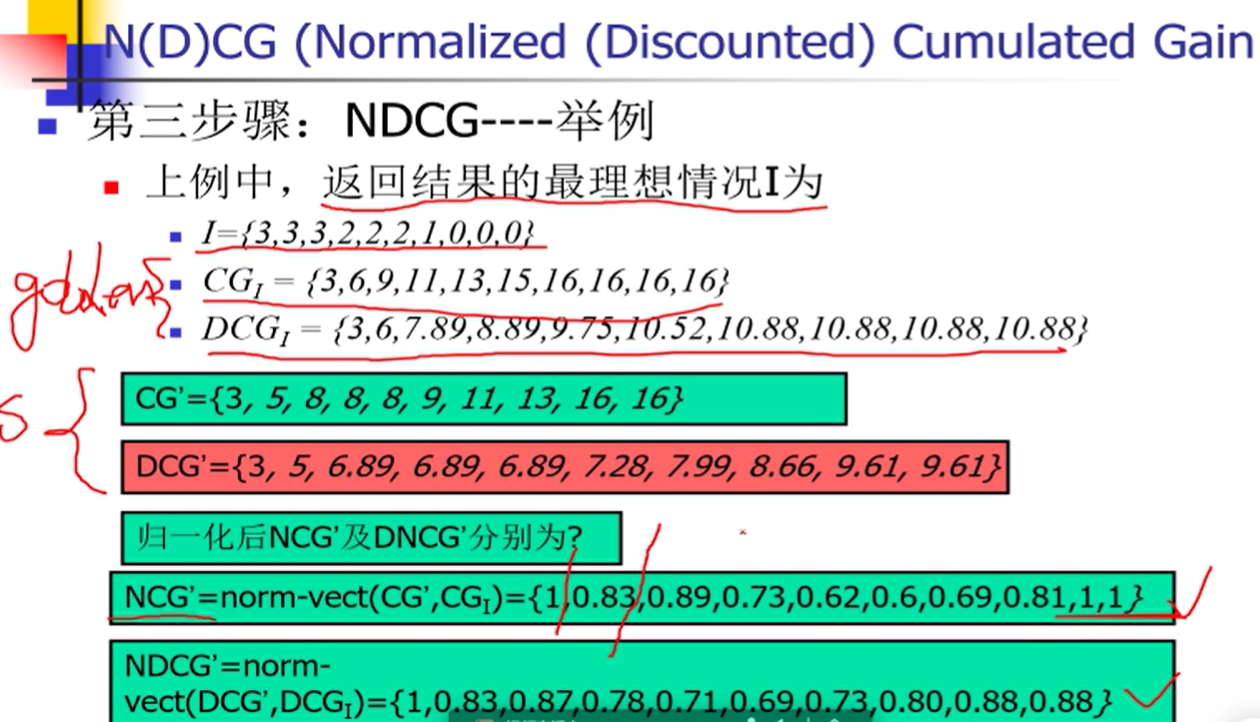 N(D)CG (Normalized (Discounted) Cumulated Gain
第三步骤：NDCG----举例
上例中，返回结果的最理想情况I为
I={3,3,3,2,2,2,1,0,0,0}
CGI = {3,6,9,11,13,15,16,16,16,16}
DCGI = {3,6,7.89,8.89,9.75,10.52,10.88,10.88,10.88,10.88}
CG’={3, 5, 8, 8, 8, 9, 11, 13, 16, 16}
S
DCG’={3, 5, 6.89, 6.89, 6.89, 7.28, 7.99, 8.66, 9.61, 9.61}
归一化后NCG’及DNCG’分别为?
NCG’=norm-vect(CG’,CGI)={1,0.83,0.89,0.73,0.62,0.6,0.69,0.81,1,1}
NDCG’=norm-
vect(DCG’,DCGI)={1,0.83,0.87,0.78,0.71,0.69,0.73,0.80,0.88,0.88}